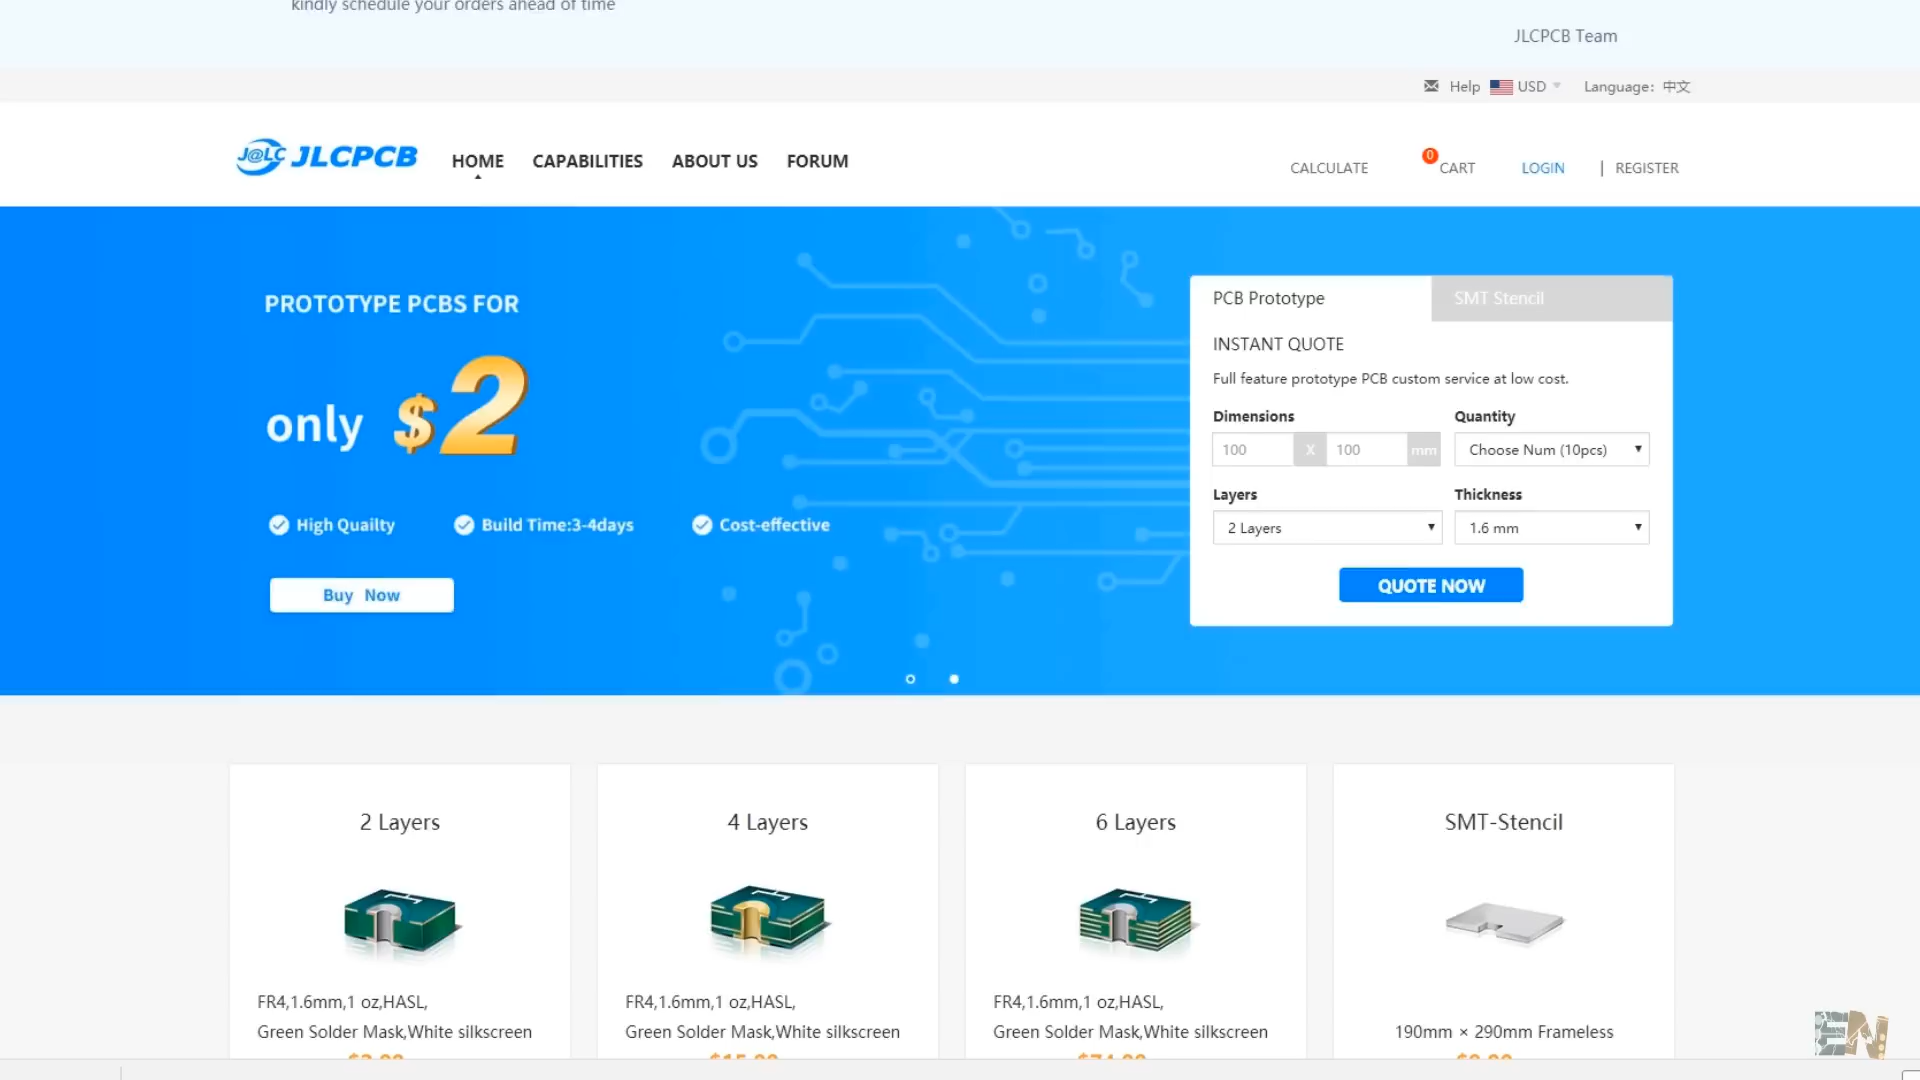 kindly schedule your orders ahead of time
JLCPCB Team
Help USD Language: 中文
J@LC JLCPCB HOME CAPABILITIES ABOUT US FORUM
CALCULATE 0 CART LOGIN | REGISTER
PROTOTYPE PCBS FOR
only $2
High Quailty Build Time:3-4days Cost-effective
Buy Now
PCB Prototype SMT Stencil
INSTANT QUOTE
Full feature prototype PCB custom service at low cost.
Dimensions Quantity
100 X 100 mm Choose Num (10pcs)
Layers Thickness
2 Layers 1.6 mm
QUOTE NOW
2 Layers
FR4,1.6mm,1 oz,HASL,
Green Solder Mask,White silkscreen
4 Layers
FR4,1.6mm,1 oz,HASL,
Green Solder Mask,White silkscreen
6 Layers
FR4,1.6mm,1 oz,HASL,
Green Solder Mask,White silkscreen
SMT-Stencil
190mm × 290mm Frameless
EN